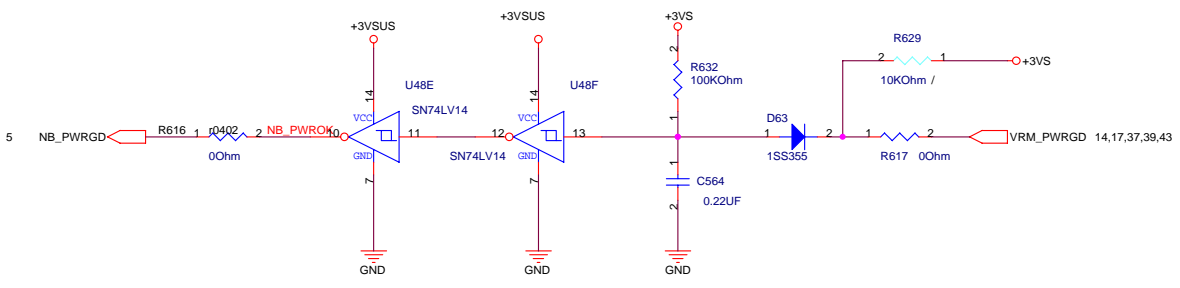 +3VSUS
+3VSUS
+3VS
R629
2
1
+3VS
10KOhm /
2
R632
100KOhm
1
U48E
SN74LV14
U48F
SN74LV14
14
VCC
GND
7
14
VCC
GND
7
5
NB_PWRGD
R616
1
r0402
2
0Ohm
NB_PWROK
10
11
12
13
D63
1
2
1SS355
1
2
R617
0Ohm
VRM_PWRGD
14,17,37,39,43
1
C564
0.22UF
2
GND
GND
GND